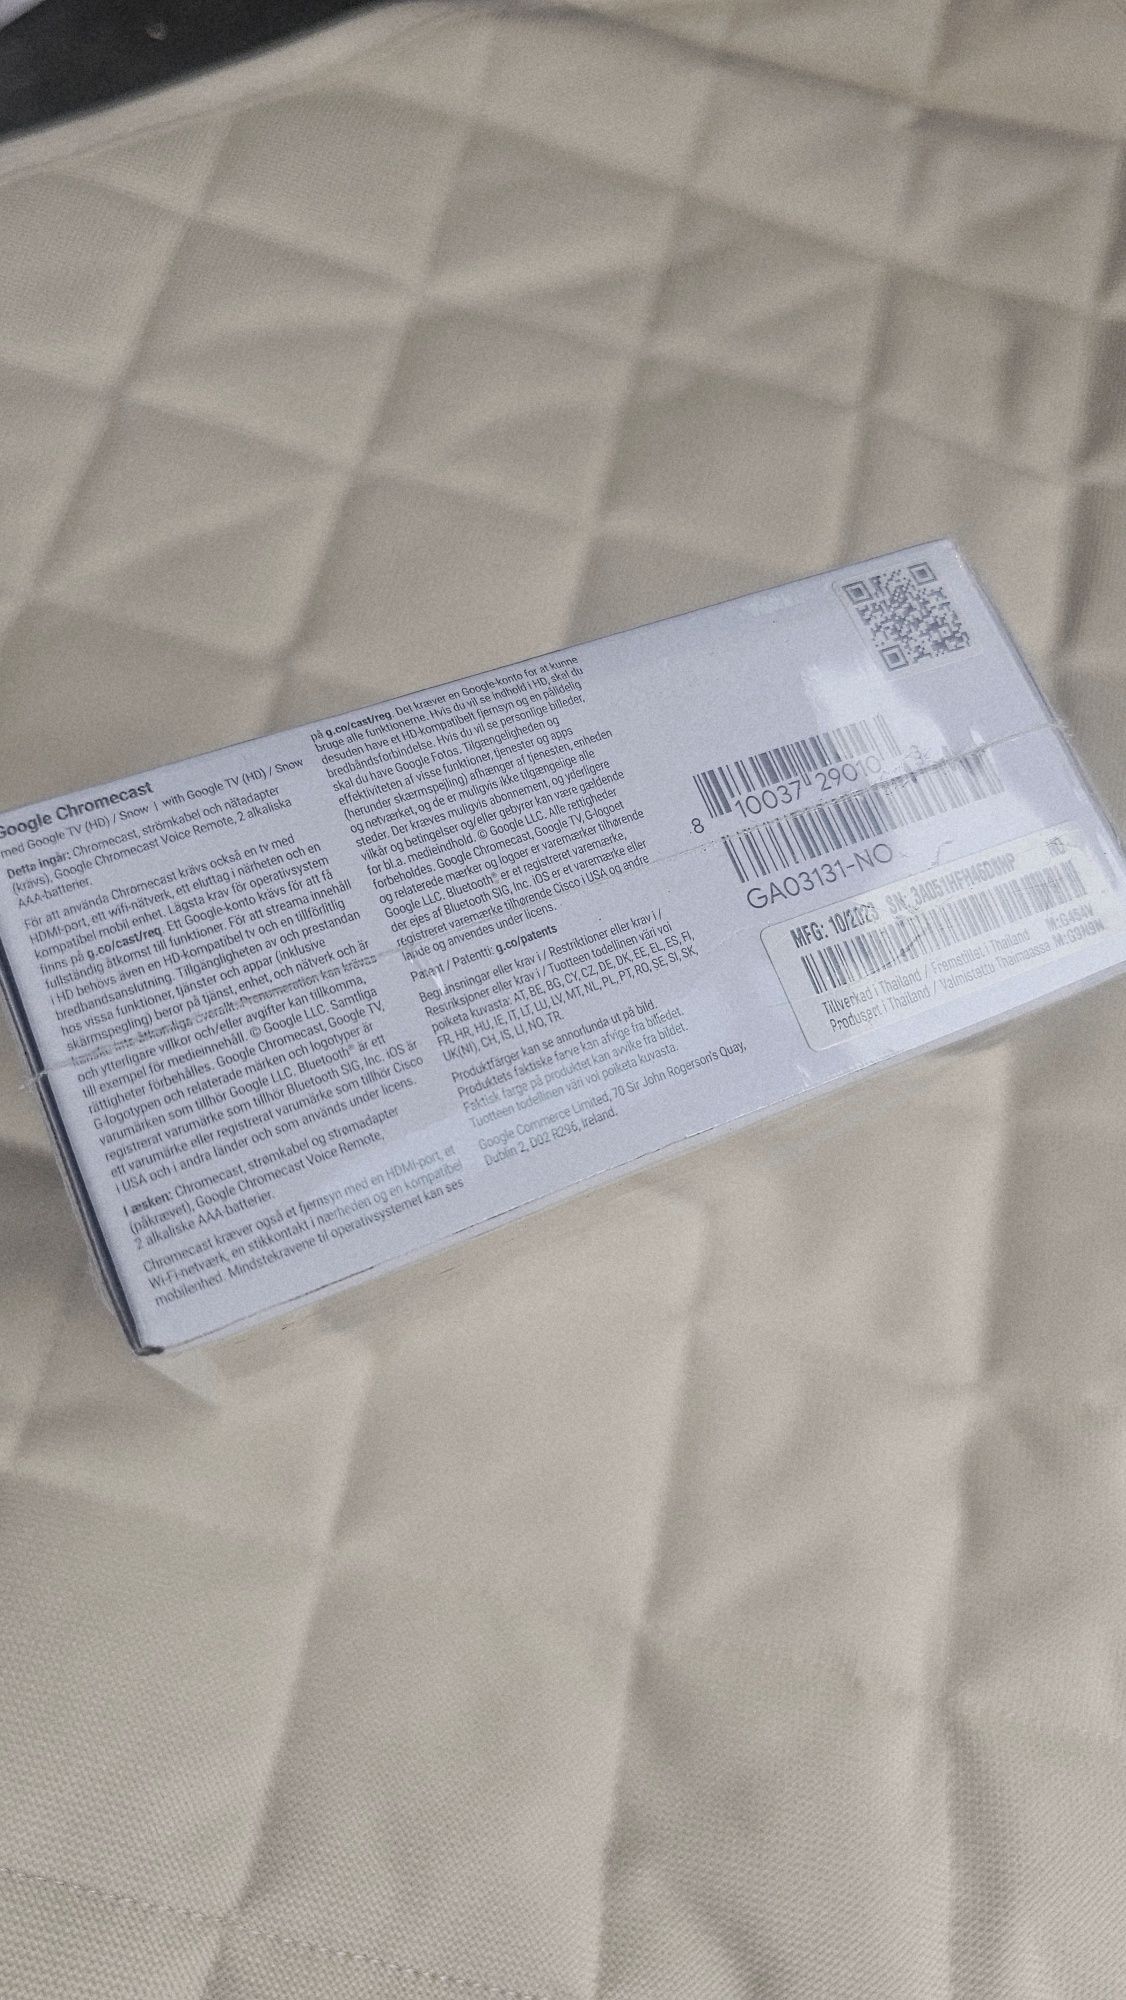 Google Chromecast
med Google TV (HD) / Snow | with Google TV (HD) / Snow
Detta ingår: Chromecast, strömkabel och nätadapter
(krävs), Google Chromecast Voice Remote, 2 alkaliska
AAA-batterier.
För att använda Chromecast krävs också en tv med
HDMI-port, ett wifi-nätverk, ett eluttag i närheten och en
kompatibel mobil enhet. Lägsta krav för operativsystem
finns på g.co/cast/req. Ett Google-konto krävs för att få
fullständig åtkomst till funktioner. För att streama innehåll
i HD behövs även en HD-kompatibel tv och en tillförlitlig
bredbandsanslutning. Tillgängligheten av och prestandan
hos vissa funktioner, tjänster och appar (inklusive
skärmspegling) beror på tjänst, enhet, och nätverk och är
kanske inte åtkomliga överallt. Prenumeration kan krävas
och ytterligare villkor och/eller avgifter kan tillkomma,
till exempel för medieinnehåll. © Google LLC. Samtliga
rättigheter förbehålles. Google Chromecast, Google TV,
G-logotypen och relaterade märken och logotyper är
varumärken som tillhör Google LLC. Bluetooth® är ett
registrerat varumärke som tillhör Bluetooth SIG, Inc. iOS är
ett varumärke eller registrerat varumärke som tillhör Cisco
i USA och i andra länder och som används under licens.
I æsken: Chromecast, strømkabel og strømadapter
(påkrævet), Google Chromecast Voice Remote,
2 alkaliske AAA-batterier.
Chromecast kræver også et fjernsyn med en HDMI-port, et
Wi-Fi-netværk, en stikkontakt i nærheden og en kompatibel
mobilenhed. Mindstekravene til operativsystemet kan ses
på g.co/cast/req. Det kræver en Google-konto for at kunne
bruge alle funktionerne. Hvis du vil se indhold i HD, skal du
desuden have et HD-kompatibelt fjernsyn og en pålidelig
bredbåndsforbindelse. Hvis du vil se personlige billeder,
skal du have Google Fotos. Tilgængeligheden og
effektiviteten af visse funktioner, tjenester og apps
(herunder skærmspejling) afhænger af tjenesten, enheden
og netværket, og de er muligvis ikke tilgængelige alle
steder. Der kræves muligvis abonnement, og yderligere
vilkår og betingelser og/eller gebyrer kan være gældende
for bl.a. medieindhold. © Google LLC. Alle rettigheder
forbeholdes. Google Chromecast, Google TV, G-logoet
og relaterede mærker og logoer er varemærker tilhørende
Google LLC. Bluetooth® er et registreret varemærke,
der ejes af Bluetooth SIG, Inc. iOS er et varemærke eller
registreret varemærke tilhørende Cisco i USA og andre
lande og anvendes under licens.
Patent / Patentti: g.co/patents
Begränsningar eller krav i / Restriktioner eller krav i /
Restriksjoner eller krav i / Tuotteen todellinen väri voi
poiketa kuvasta: AT, BE, BG, CY, CZ, DE, DK, EE, EL, ES, FI,
FR, HR, HU, IE, IT, LT, LU, LV, MT, NL, PL, PT, RO, SE, SI, SK,
UK(NI), CH, IS, LI, NO, TR.
Produktfärger kan se annorlunda ut på bild.
Produktets faktiske farve kan afvige fra billedet.
Faktisk farge på produktet kan avvike fra bildet.
Tuotteen todellinen väri voi poiketa kuvasta.
Google Commerce Limited, 70 Sir John Rogerson's Quay,
Dublin 2, D02 R296, Ireland.
8 10037 29010
GA03131-NO
MFG: 10/2023 SN:
Tillverkad i Thailand / Fremstillet i Thailand M:G454V
Produsert i Thailand / Valmistettu Thaimaassa M:G9N9N